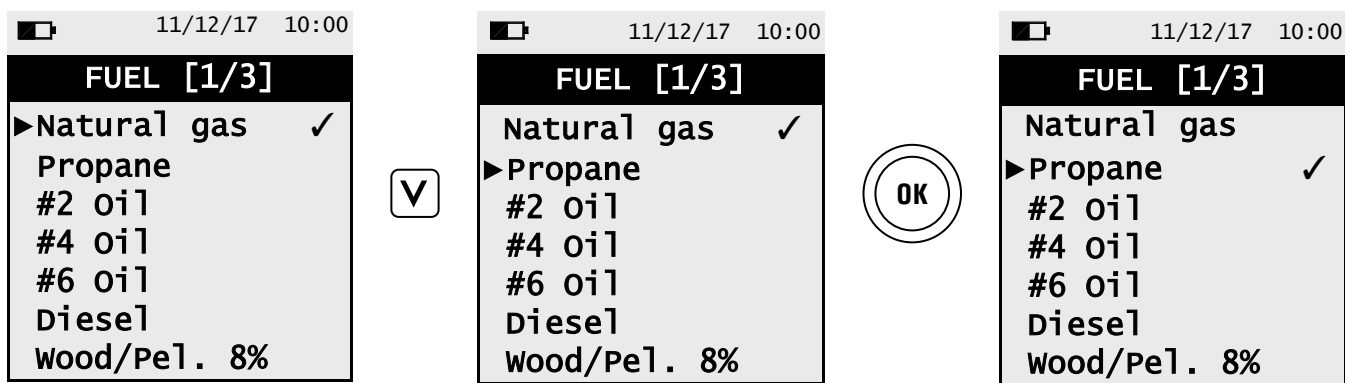 11/12/17 10:00
FUEL [1/3]
▶Natural gas ✓
Propane
#2 Oil
#4 Oil
#6 Oil
Diesel
Wood/Pel. 8%
V
11/12/17 10:00
FUEL [1/3]
Natural gas ✓
▶Propane
#2 Oil
#4 Oil
#6 Oil
Diesel
Wood/Pel. 8%
OK
11/12/17 10:00
FUEL [1/3]
Natural gas
▶Propane ✓
#2 Oil
#4 Oil
#6 Oil
Diesel
Wood/Pel. 8%